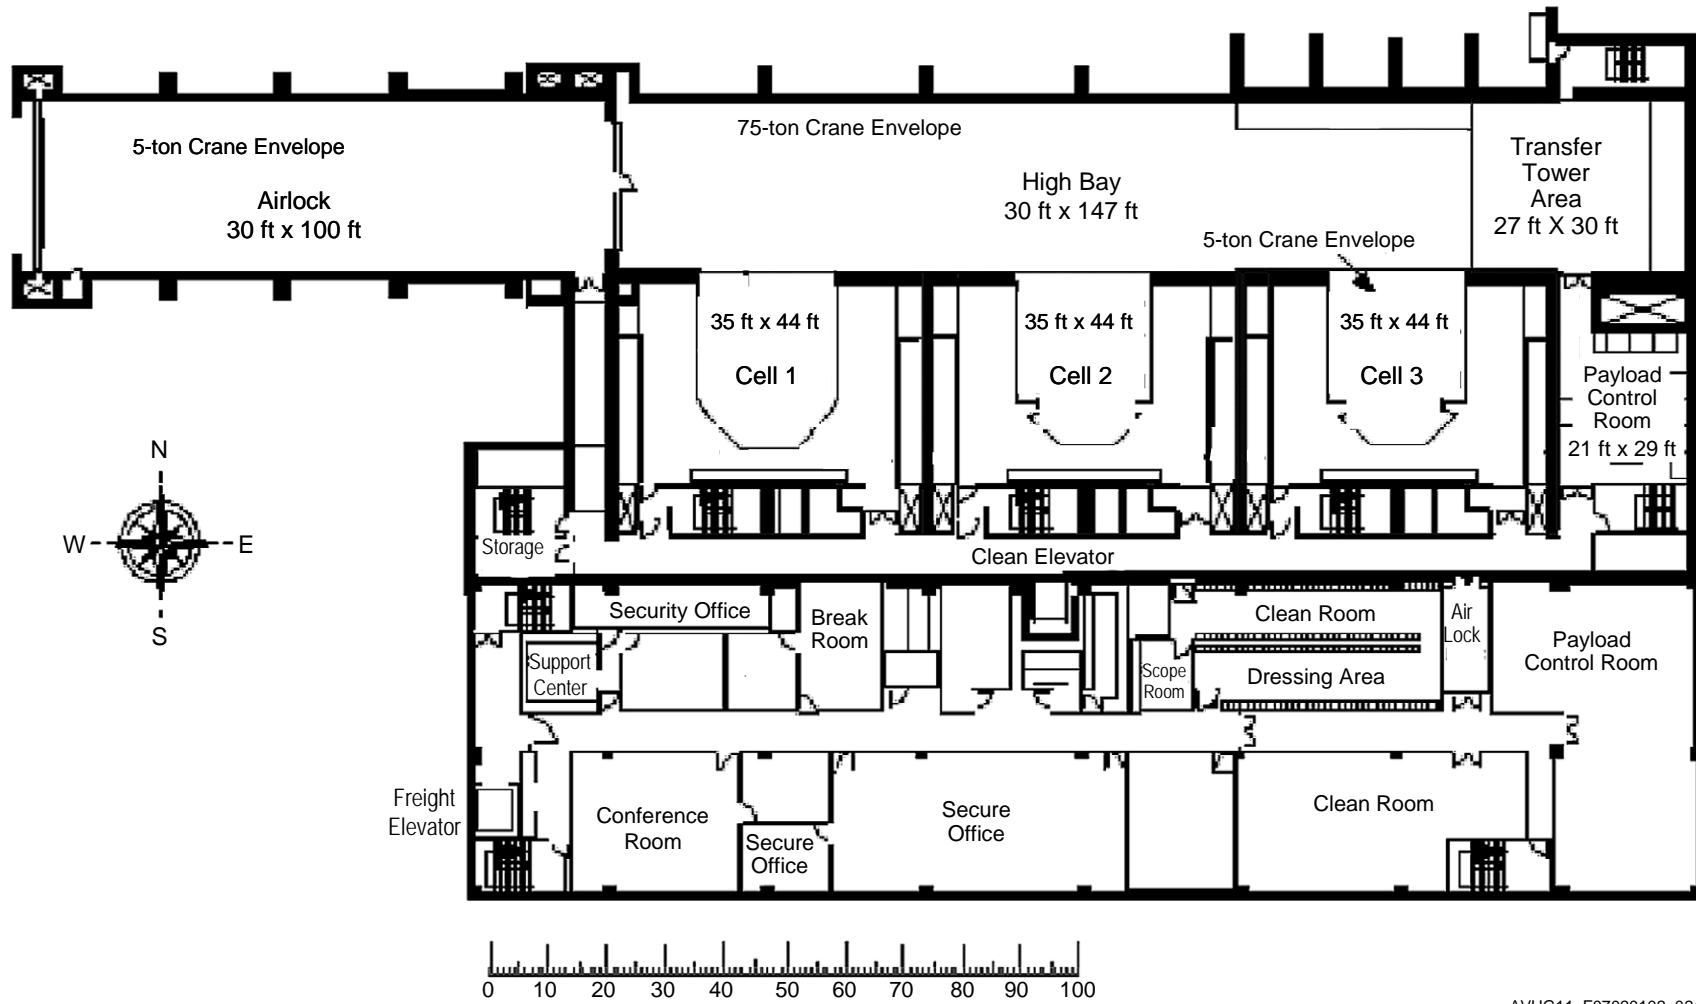 75-ton Crane Envelope
5-ton Crane Envelope
Airlock
30 ft x 100 ft
High Bay
30 ft x 147 ft
Transfer
Tower
Area
27 ft X 30 ft
5-ton Crane Envelope
35 ft x 44 ft
Cell 1
35 ft x 44 ft
Cell 2
35 ft x 44 ft
Cell 3
Payload
Control
Room
21 ft x 29 ft
N
W
E
S
Storage
Clean Elevator
Security Office
Break
Room
Clean Room
Air
Lock
Payload
Control Room
Support
Center
Scope
Room
Dressing Area
Freight
Elevator
Conference
Room
Secure
Office
Secure
Office
Clean Room
0 10 20 30 40 50 60 70 80 90 100